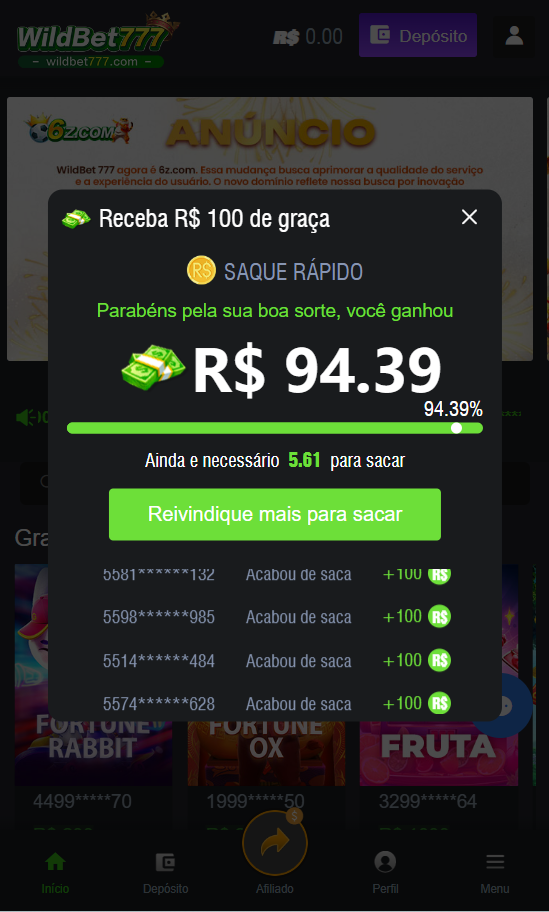 WildBet777
wildbet777.com
R$ 0.00
Depósito
6Z.COM
ANÚNCIO
WildBet 777 agora é 6z.com. Essa mudança busca aprimorar a qualidade do serviço
e a experiência do usuário. O novo domínio reflete nossa busca por inovação
Receba R$ 100 de graça
R$ SAQUE RÁPIDO
Parabéns pela sua boa sorte, você ganhou
R$ 94.39
94.39%
Ainda e necessário 5.61 para sacar
Reivindique mais para sacar
5581******132 Acabou de saca +100 R$
5598******985 Acabou de saca +100 R$
5514******484 Acabou de saca +100 R$
5574******628 Acabou de saca +100 R$
Gra
FORTUNE RABBIT
FORTUNE OX
FRUTA
4499*****70 1999*****50 3299*****64
$
Início Depósito Afiliado Perfil Menu